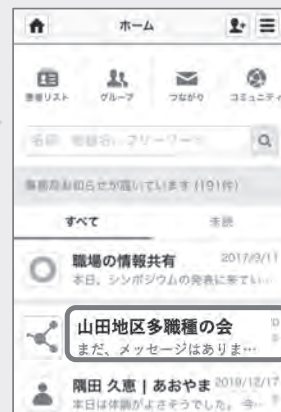 ホーム
患者リスト グループ つながり コミュニティ
名前、施設名、フリーワード
事務局お知らせが届いています (191件)
すべて 未読
職場の情報共有 2017/9/11
本日、シンポジウムの発表に来てい…
山田地区多職種の会
まだ、メッセージはありま…
隅田 久恵 | あおやま 2019/12/17
本日は体調がよさそうでした。 今…